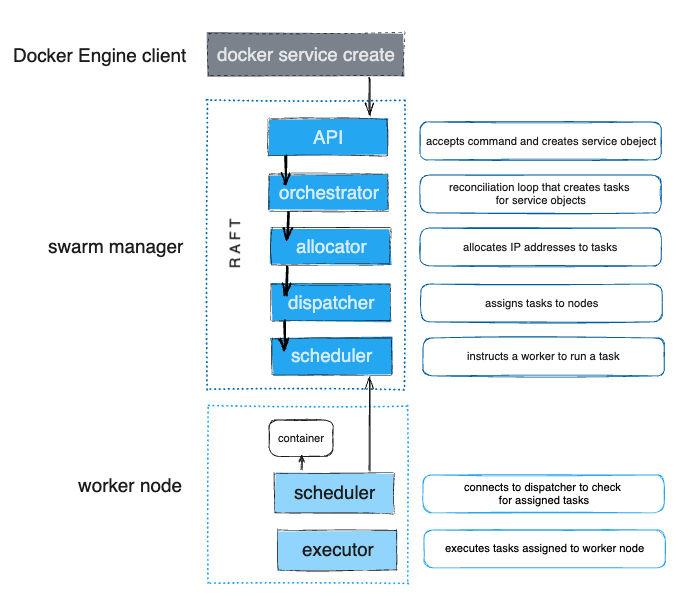 Docker Engine client
docker service create
API
accepts command and creates service obeject
orchestrator
reconciliation loop that creates tasks
for service objects
RAFT
swarm manager
allocator
allocates IP addresses to tasks
dispatcher
assigns tasks to nodes
scheduler
instructs a worker to run a task
container
worker node
scheduler
connects to dispatcher to check
for assigned tasks
executor
executes tasks assigned to worker node